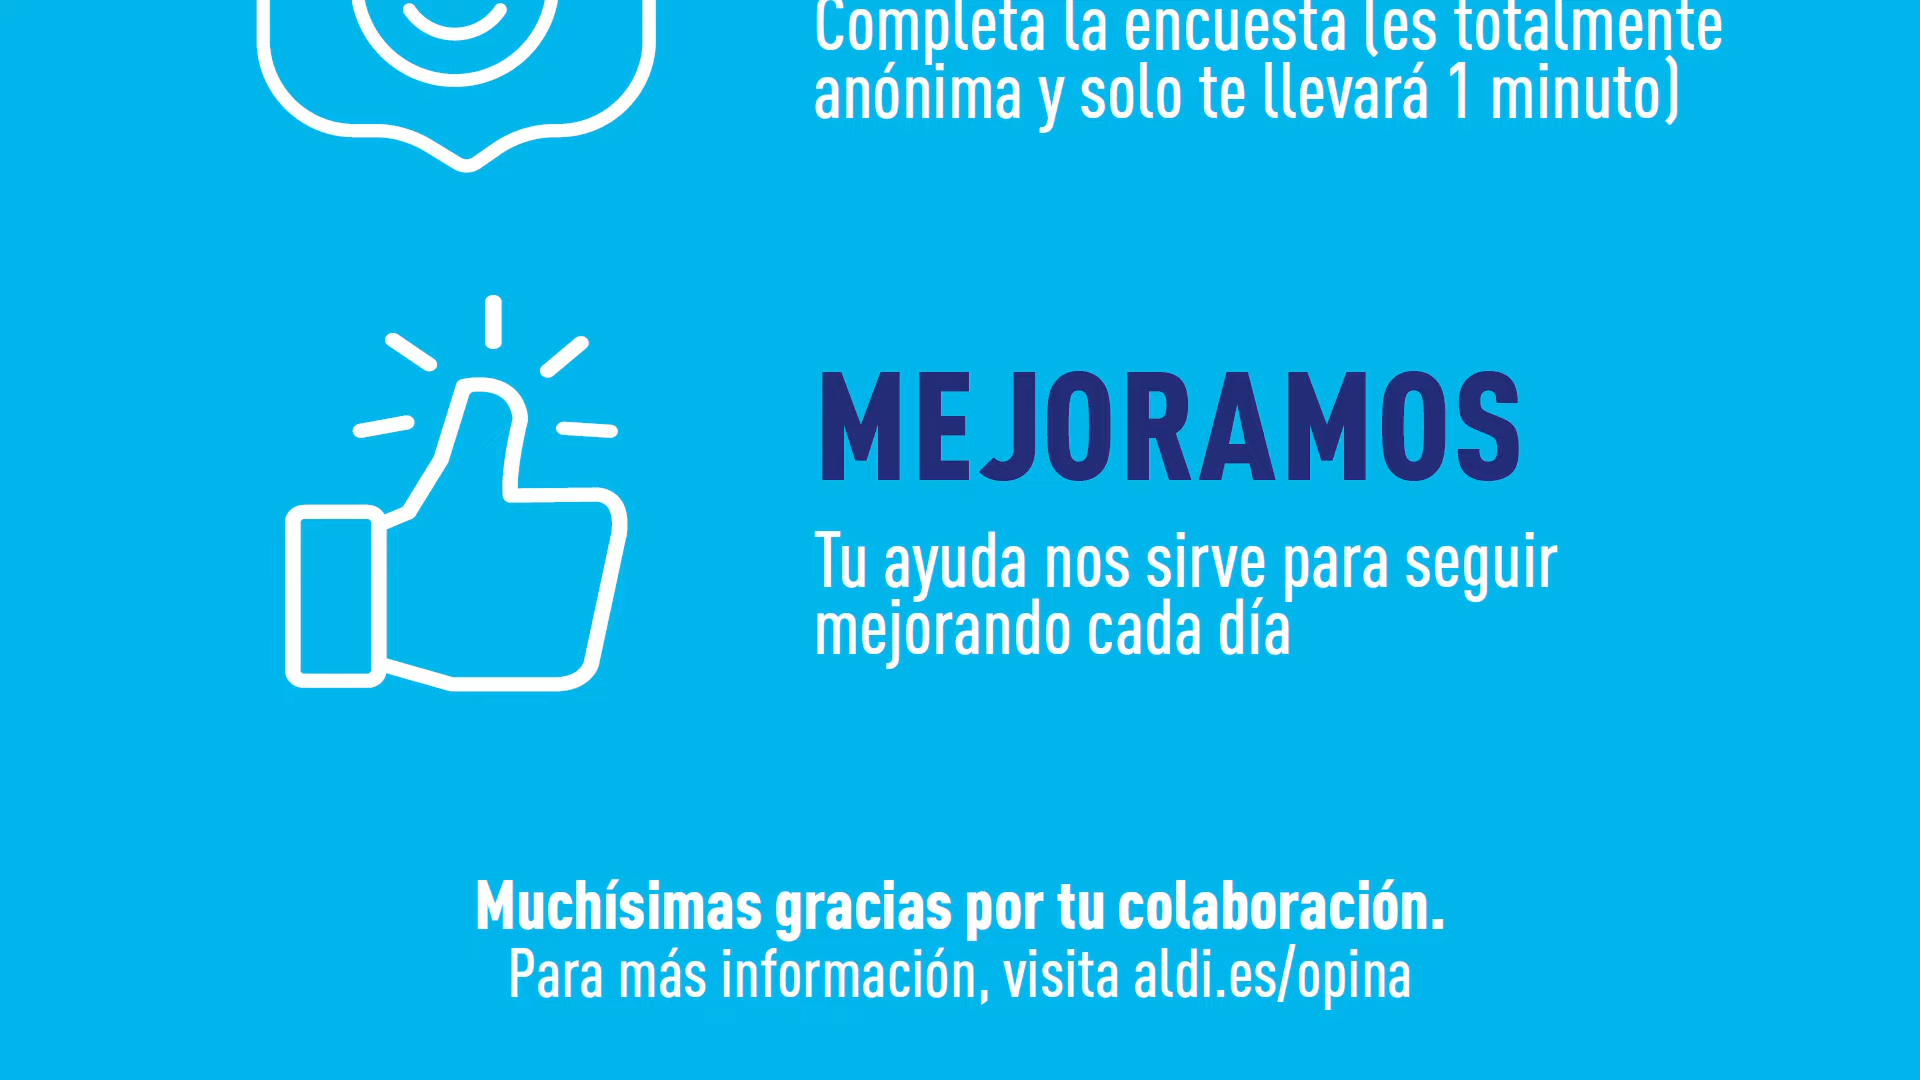 Completa la encuesta (es totalmente
anónima y solo te llevará 1 minuto)
MEJORAMOS
Tu ayuda nos sirve para seguir
mejorando cada día
Muchísimas gracias por tu colaboración.
Para más información, visita aldi.es/opina